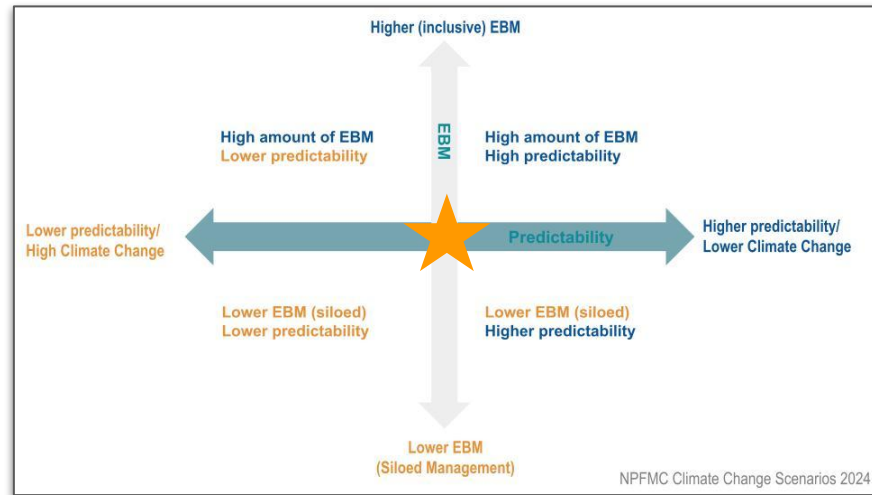 Higher (inclusive) EBM
EBM
High amount of EBM
Lower predictability
High amount of EBM
High predictability
Lower predictability/
High Climate Change
Predictability
Higher predictability/
Lower Climate Change
Lower EBM (siloed)
Lower predictability
Lower EBM (siloed)
Higher predictability
Lower EBM
(Siloed Management)
NPFMC Climate Change Scenarios 2024